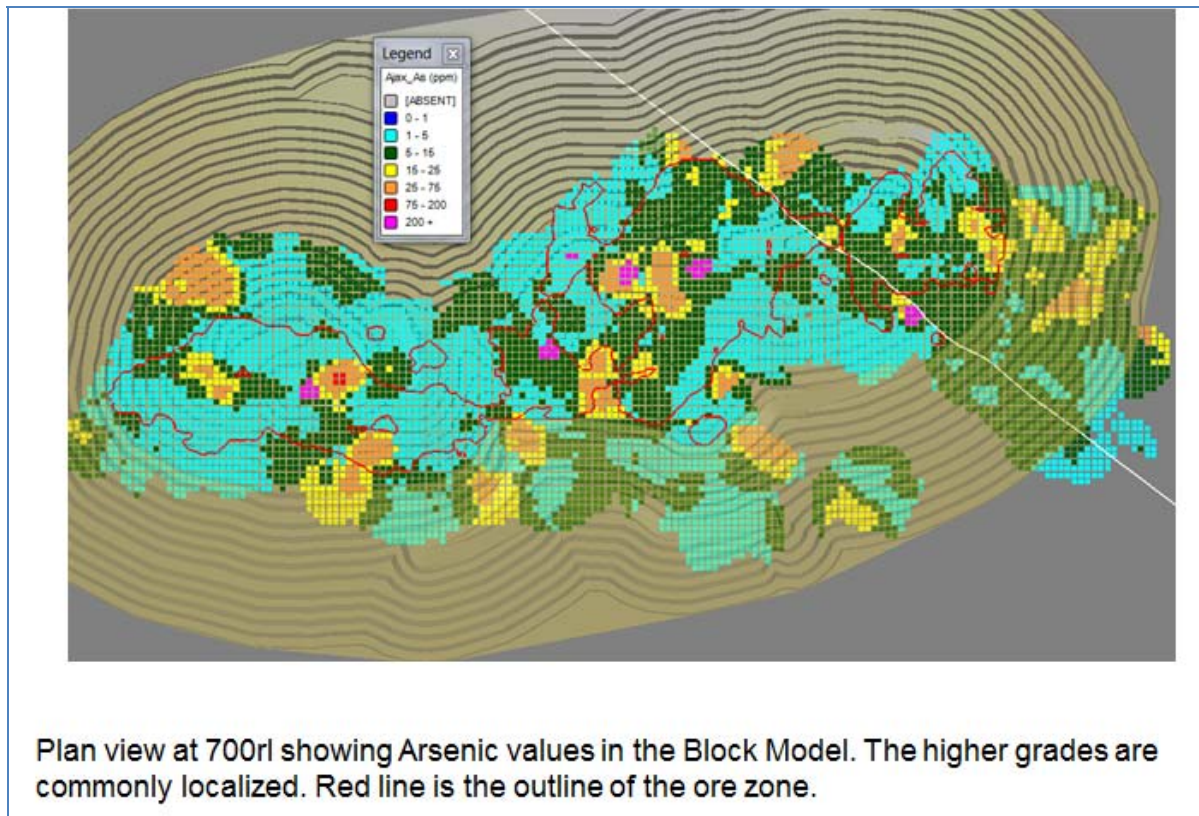 Legend
Ajax_As (ppm)
[ABSENT]
0 - 1
1 - 5
5 - 15
15 - 25
25 - 75
75 - 200
200 +
Plan view at 700rl showing Arsenic values in the Block Model. The higher grades are
commonly localized. Red line is the outline of the ore zone.